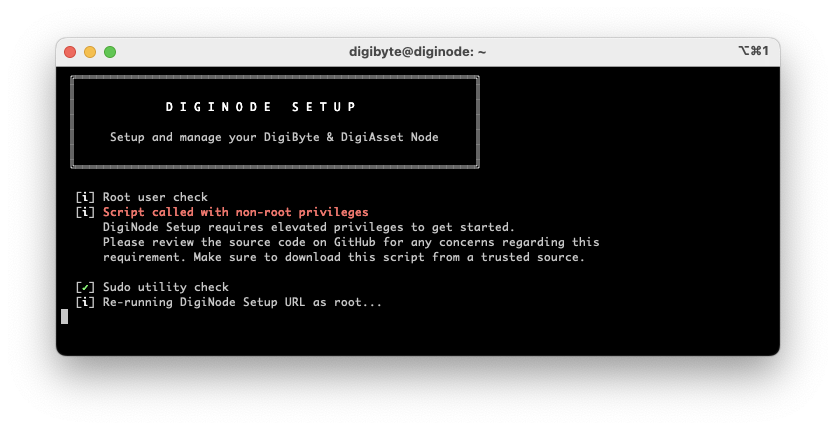 digibyte@diginode: ~
⌥⌘1
DIGINODE SETUP
Setup and manage your DigiByte & DigiAsset Node
[i] Root user check
[i] Script called with non-root privileges
DigiNode Setup requires elevated privileges to get started.
Please review the source code on GitHub for any concerns regarding this
requirement. Make sure to download this script from a trusted source.
[✓] Sudo utility check
[i] Re-running DigiNode Setup URL as root...